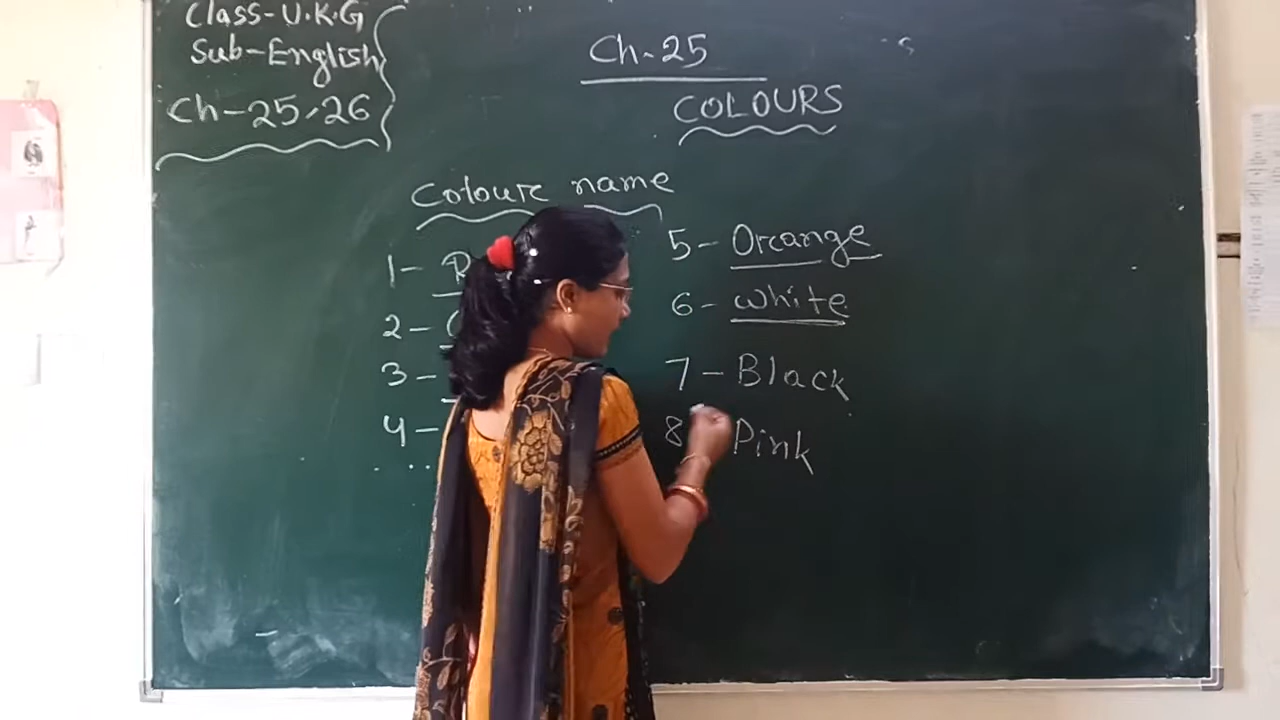 Class-U.K.G
Sub-English
Ch-25,26
Ch-25
COLOURS
Colour name
1-
2-
3-
4-
5- Orange
6- White
7- Black
8 Pink